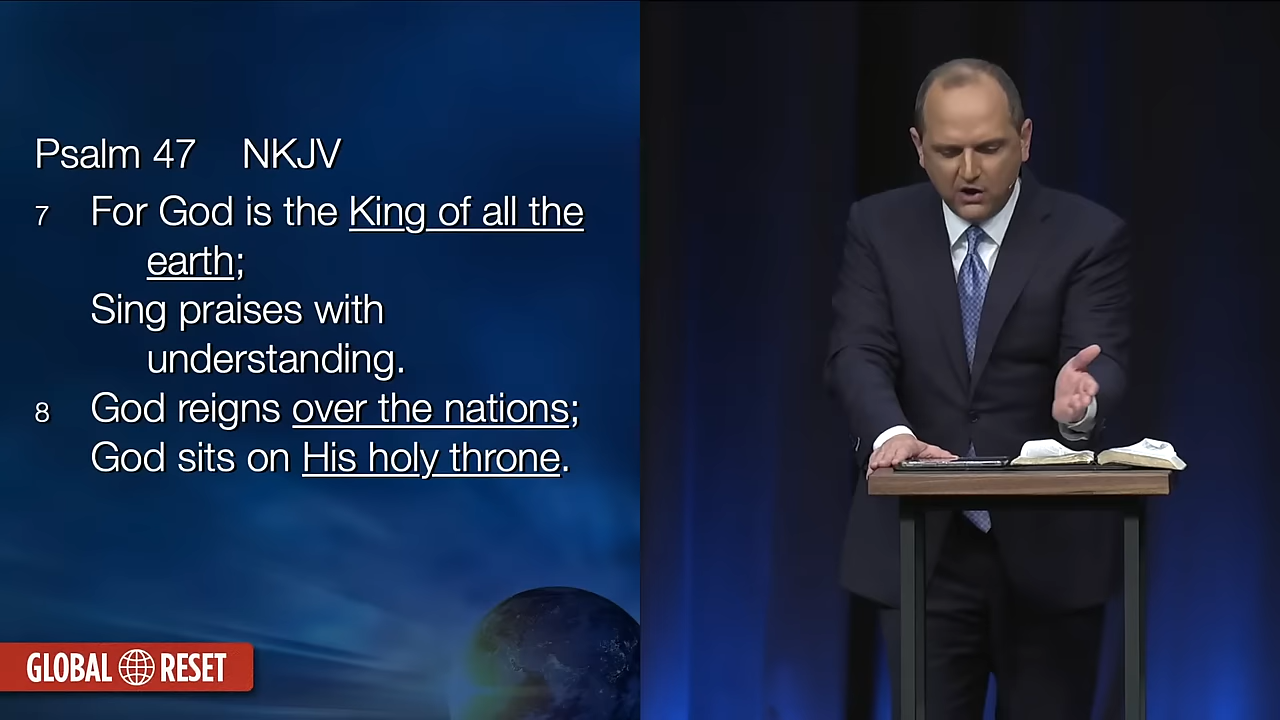 Psalm 47 NKJV
7 For God is the King of all the
earth;
Sing praises with
understanding.
8 God reigns over the nations;
God sits on His holy throne.
GLOBAL RESET